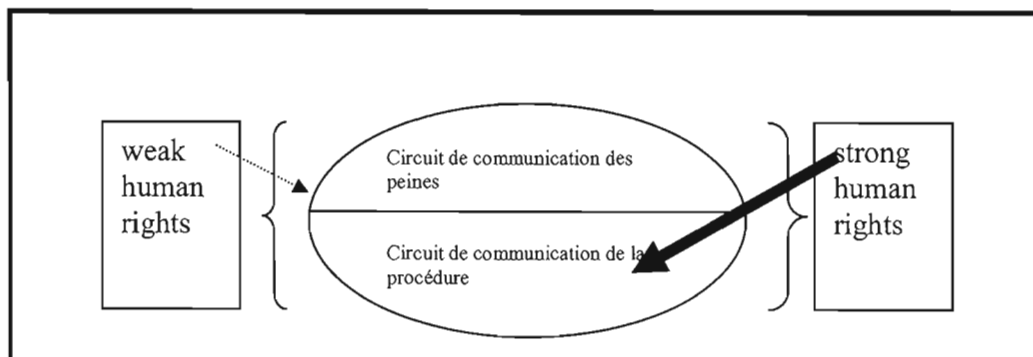 weak
human
rights
Circuit de communication des
peines
Circuit de communication de la
procédure
strong
human
rights